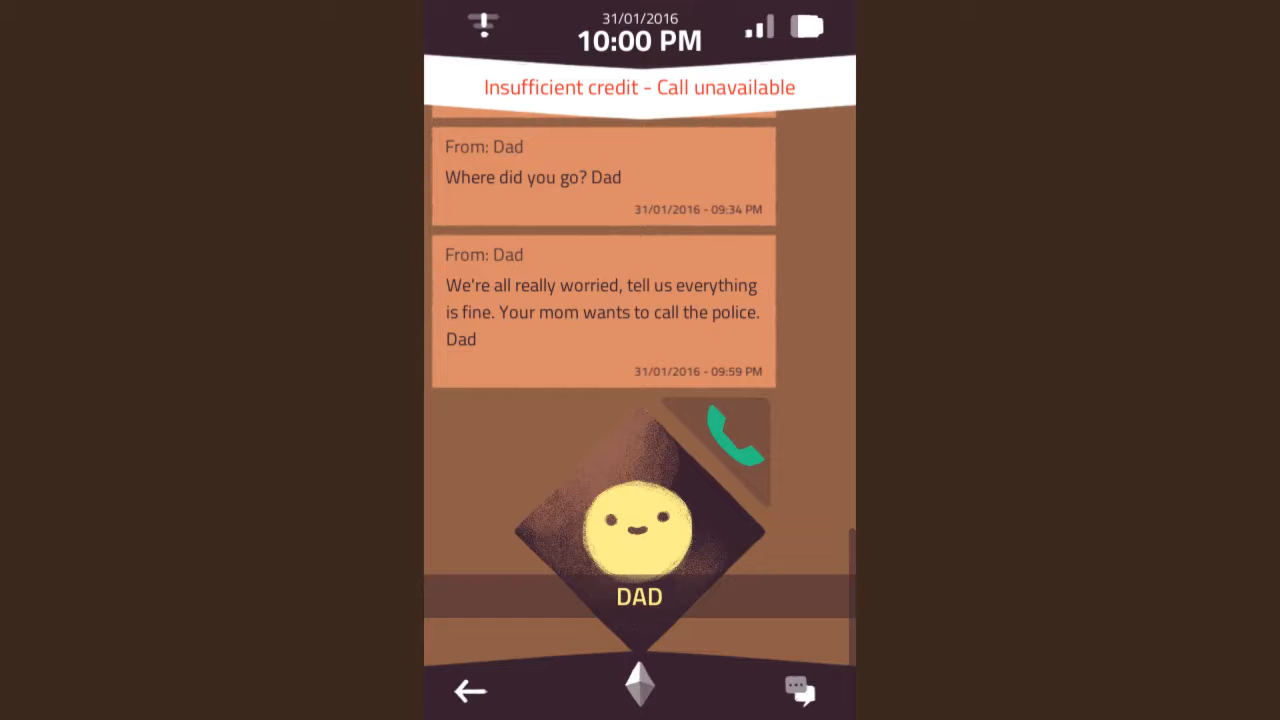 31/01/2016
10:00 PM
Insufficient credit - Call unavailable
From: Dad
Where did you go? Dad
31/01/2016 - 09:34 PM
From: Dad
We're all really worried, tell us everything
is fine. Your mom wants to call the police.
Dad
31/01/2016 - 09:59 PM
DAD